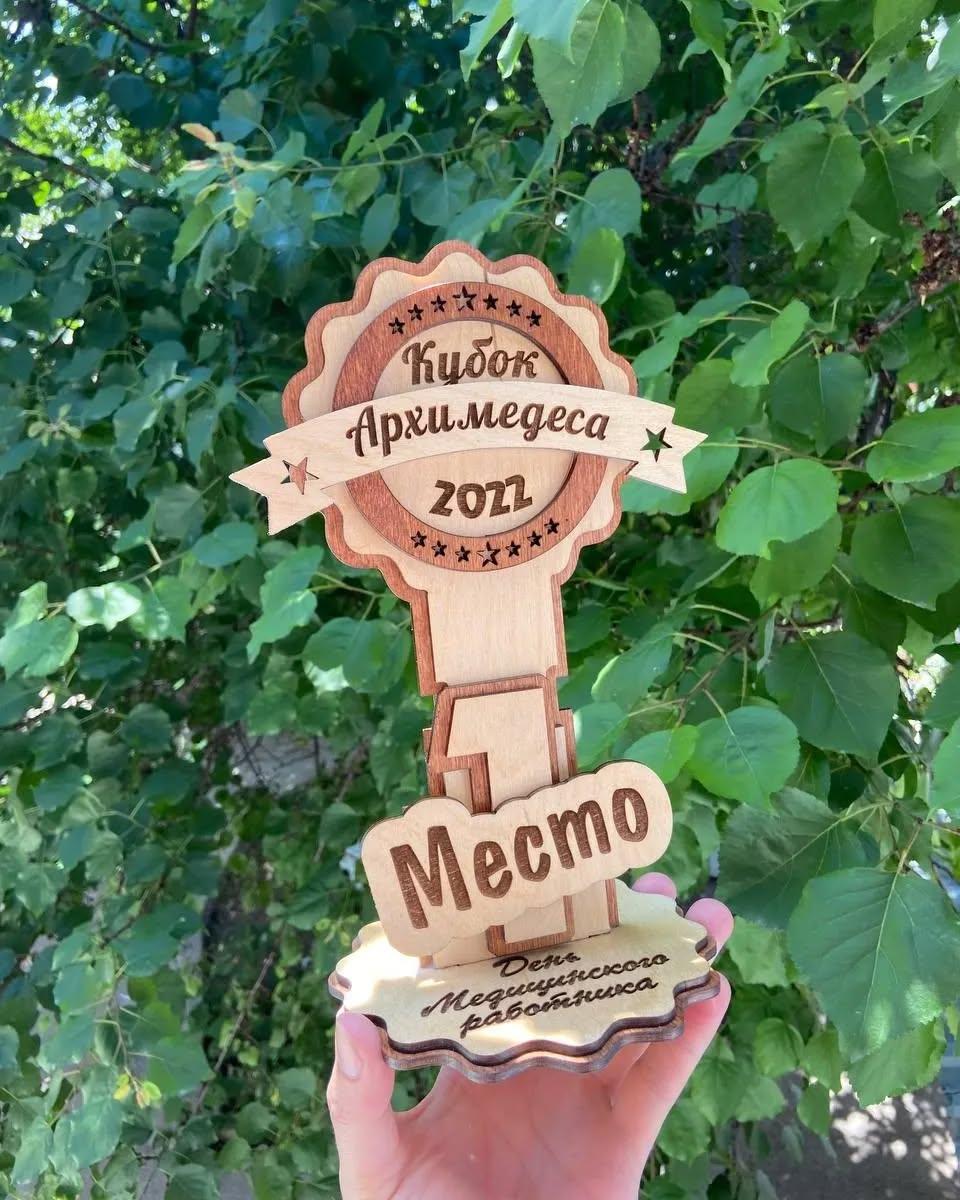 Кубок
Архимедеса
2022
1
Место
День
Медицинского
работника